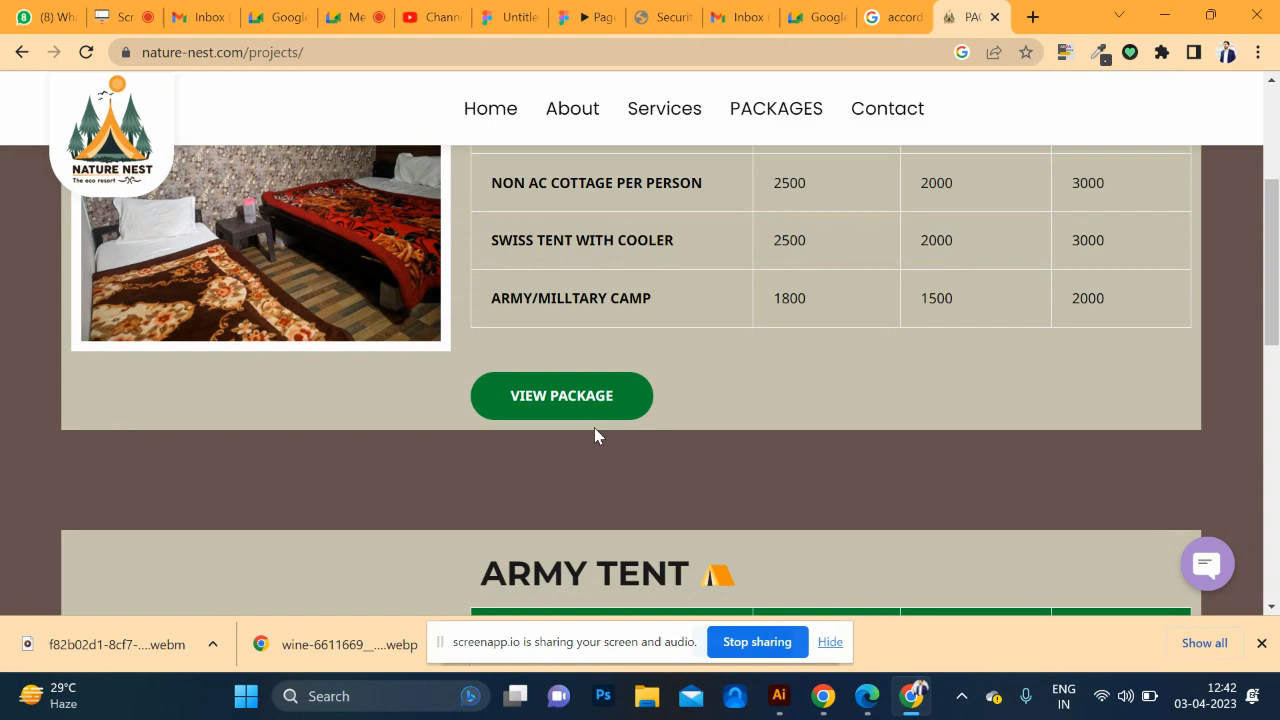 (8) Wh
Scr
Inbox (
Google
Me
Chann
Untitle
Page
Securit
Inbox (
Google
accord
PAC
nature-nest.com/projects/
NATURE NEST
The eco resort
Home
About
Services
PACKAGES
Contact
NON AC COTTAGE PER PERSON 2500 2000 3000
SWISS TENT WITH COOLER 2500 2000 3000
ARMY/MILLTARY CAMP 1800 1500 2000
VIEW PACKAGE
ARMY TENT
f82b02d1-8cf7-....webm
wine-6611669__....webp
screenapp.io is sharing your screen and audio.
Stop sharing
Hide
Show all
29°C
Haze
Search
Ps
Ai
ENG
IN
12:42
03-04-2023